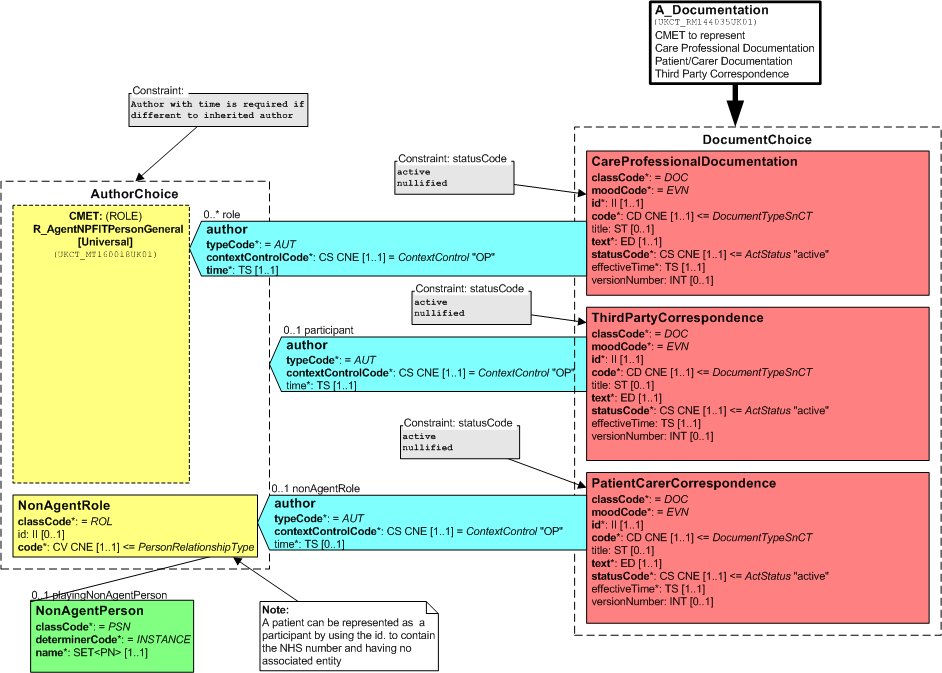 A_Documentation
(UKCT_RM144035UK01)
CMET to represent
Care Professional Documentation
Patient/Carer Documentation
Third Party Correspondence
Constraint:
Author with time is required if
different to inherited author
DocumentChoice
Constraint: statusCode
active
nullified
CareProfessionalDocumentation
classCode*: = DOC
moodCode*: = EVN
id*: II [1..1]
code*: CD CNE [1..1] <= DocumentTypeSnCT
title: ST [0..1]
text*: ED [1..1]
statusCode*: CS CNE [1..1] <= ActStatus "active"
effectiveTime*: TS [1..1]
versionNumber: INT [0..1]
AuthorChoice
CMET: (ROLE)
R_AgentNPFITPersonGeneral
[Universal]
(UKCT_MT160018UK01)
0..* role
author
typeCode*: = AUT
contextControlCode*: CS CNE [1..1] = ContextControl "OP"
time*: TS [1..1]
Constraint: statusCode
active
nullified
ThirdPartyCorrespondence
classCode*: = DOC
moodCode*: = EVN
id*: II [1..1]
code*: CD CNE [1..1] <= DocumentTypeSnCT
title: ST [0..1]
text*: ED [1..1]
statusCode*: CS CNE [1..1] <= ActStatus "active"
effectiveTime: TS [1..1]
versionNumber: INT [0..1]
0..1 participant
author
typeCode*: = AUT
contextControlCode*: CS CNE [1..1] = ContextControl "OP"
time*: TS [1..1]
Constraint: statusCode
active
nullified
PatientCarerCorrespondence
classCode*: = DOC
moodCode*: = EVN
id*: II [1..1]
code*: CD CNE [1..1] <= DocumentTypeSnCT
title: ST [0..1]
text*: ED [1..1]
statusCode*: CS CNE [1..1] <= ActStatus "active"
effectiveTime*: TS [1..1]
versionNumber: INT [0..1]
0..1 nonAgentRole
author
typeCode*: = AUT
contextControlCode*: CS CNE [1..1] = ContextControl "OP"
time*: TS [0..1]
NonAgentRole
classCode*: = ROL
id: II [0..1]
code*: CV CNE [1..1] <= PersonRelationshipType
0..1 playingNonAgentPerson
NonAgentPerson
classCode*: = PSN
determinerCode*: = INSTANCE
name*: SET<PN> [1..1]
Note:
A patient can be represented as a
participant by using the id. to contain
the NHS number and having no
associated entity